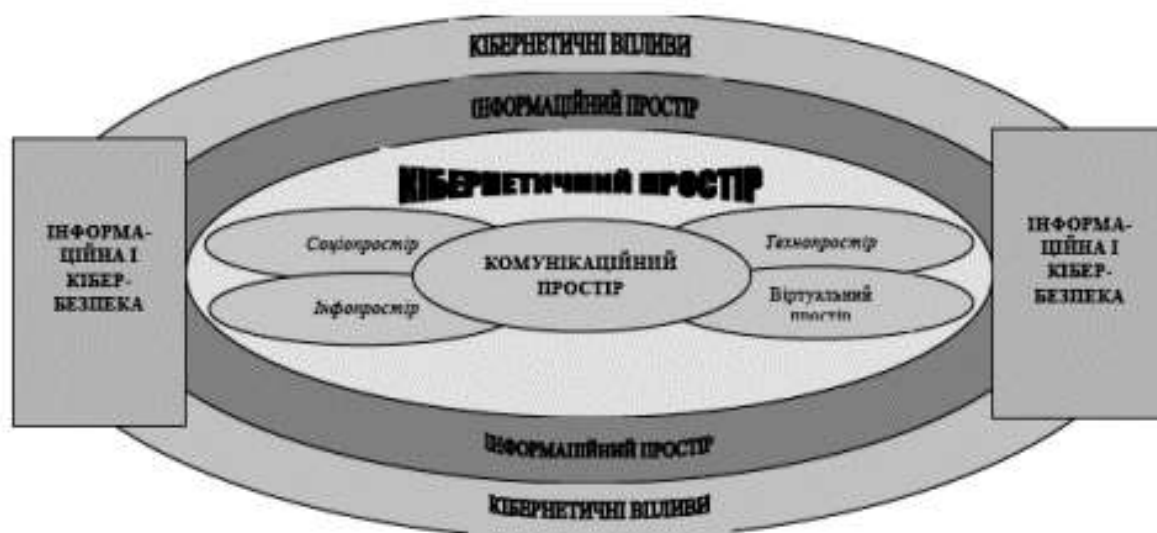 КІБЕРНЕТИЧНІ ВПЛИВИ
ІНФОРМАЦІЙНИЙ ПРОСТІР
КІБЕРНЕТИЧНИЙ ПРОСТІР
ІНФОРМА-
ЦІЙНА І
КІБЕР-
БЕЗПЕКА
Соціопростір
Технопростір
КОМУНІКАЦІЙНИЙ
ПРОСТІР
Інфопростір
Віртуальний
простір
ІНФОРМА-
ЦІЙНА І
КІБЕР-
БЕЗПЕКА
ІНФОРМАЦІЙНИЙ ПРОСТІР
КІБЕРНЕТИЧНІ ВПЛИВИ